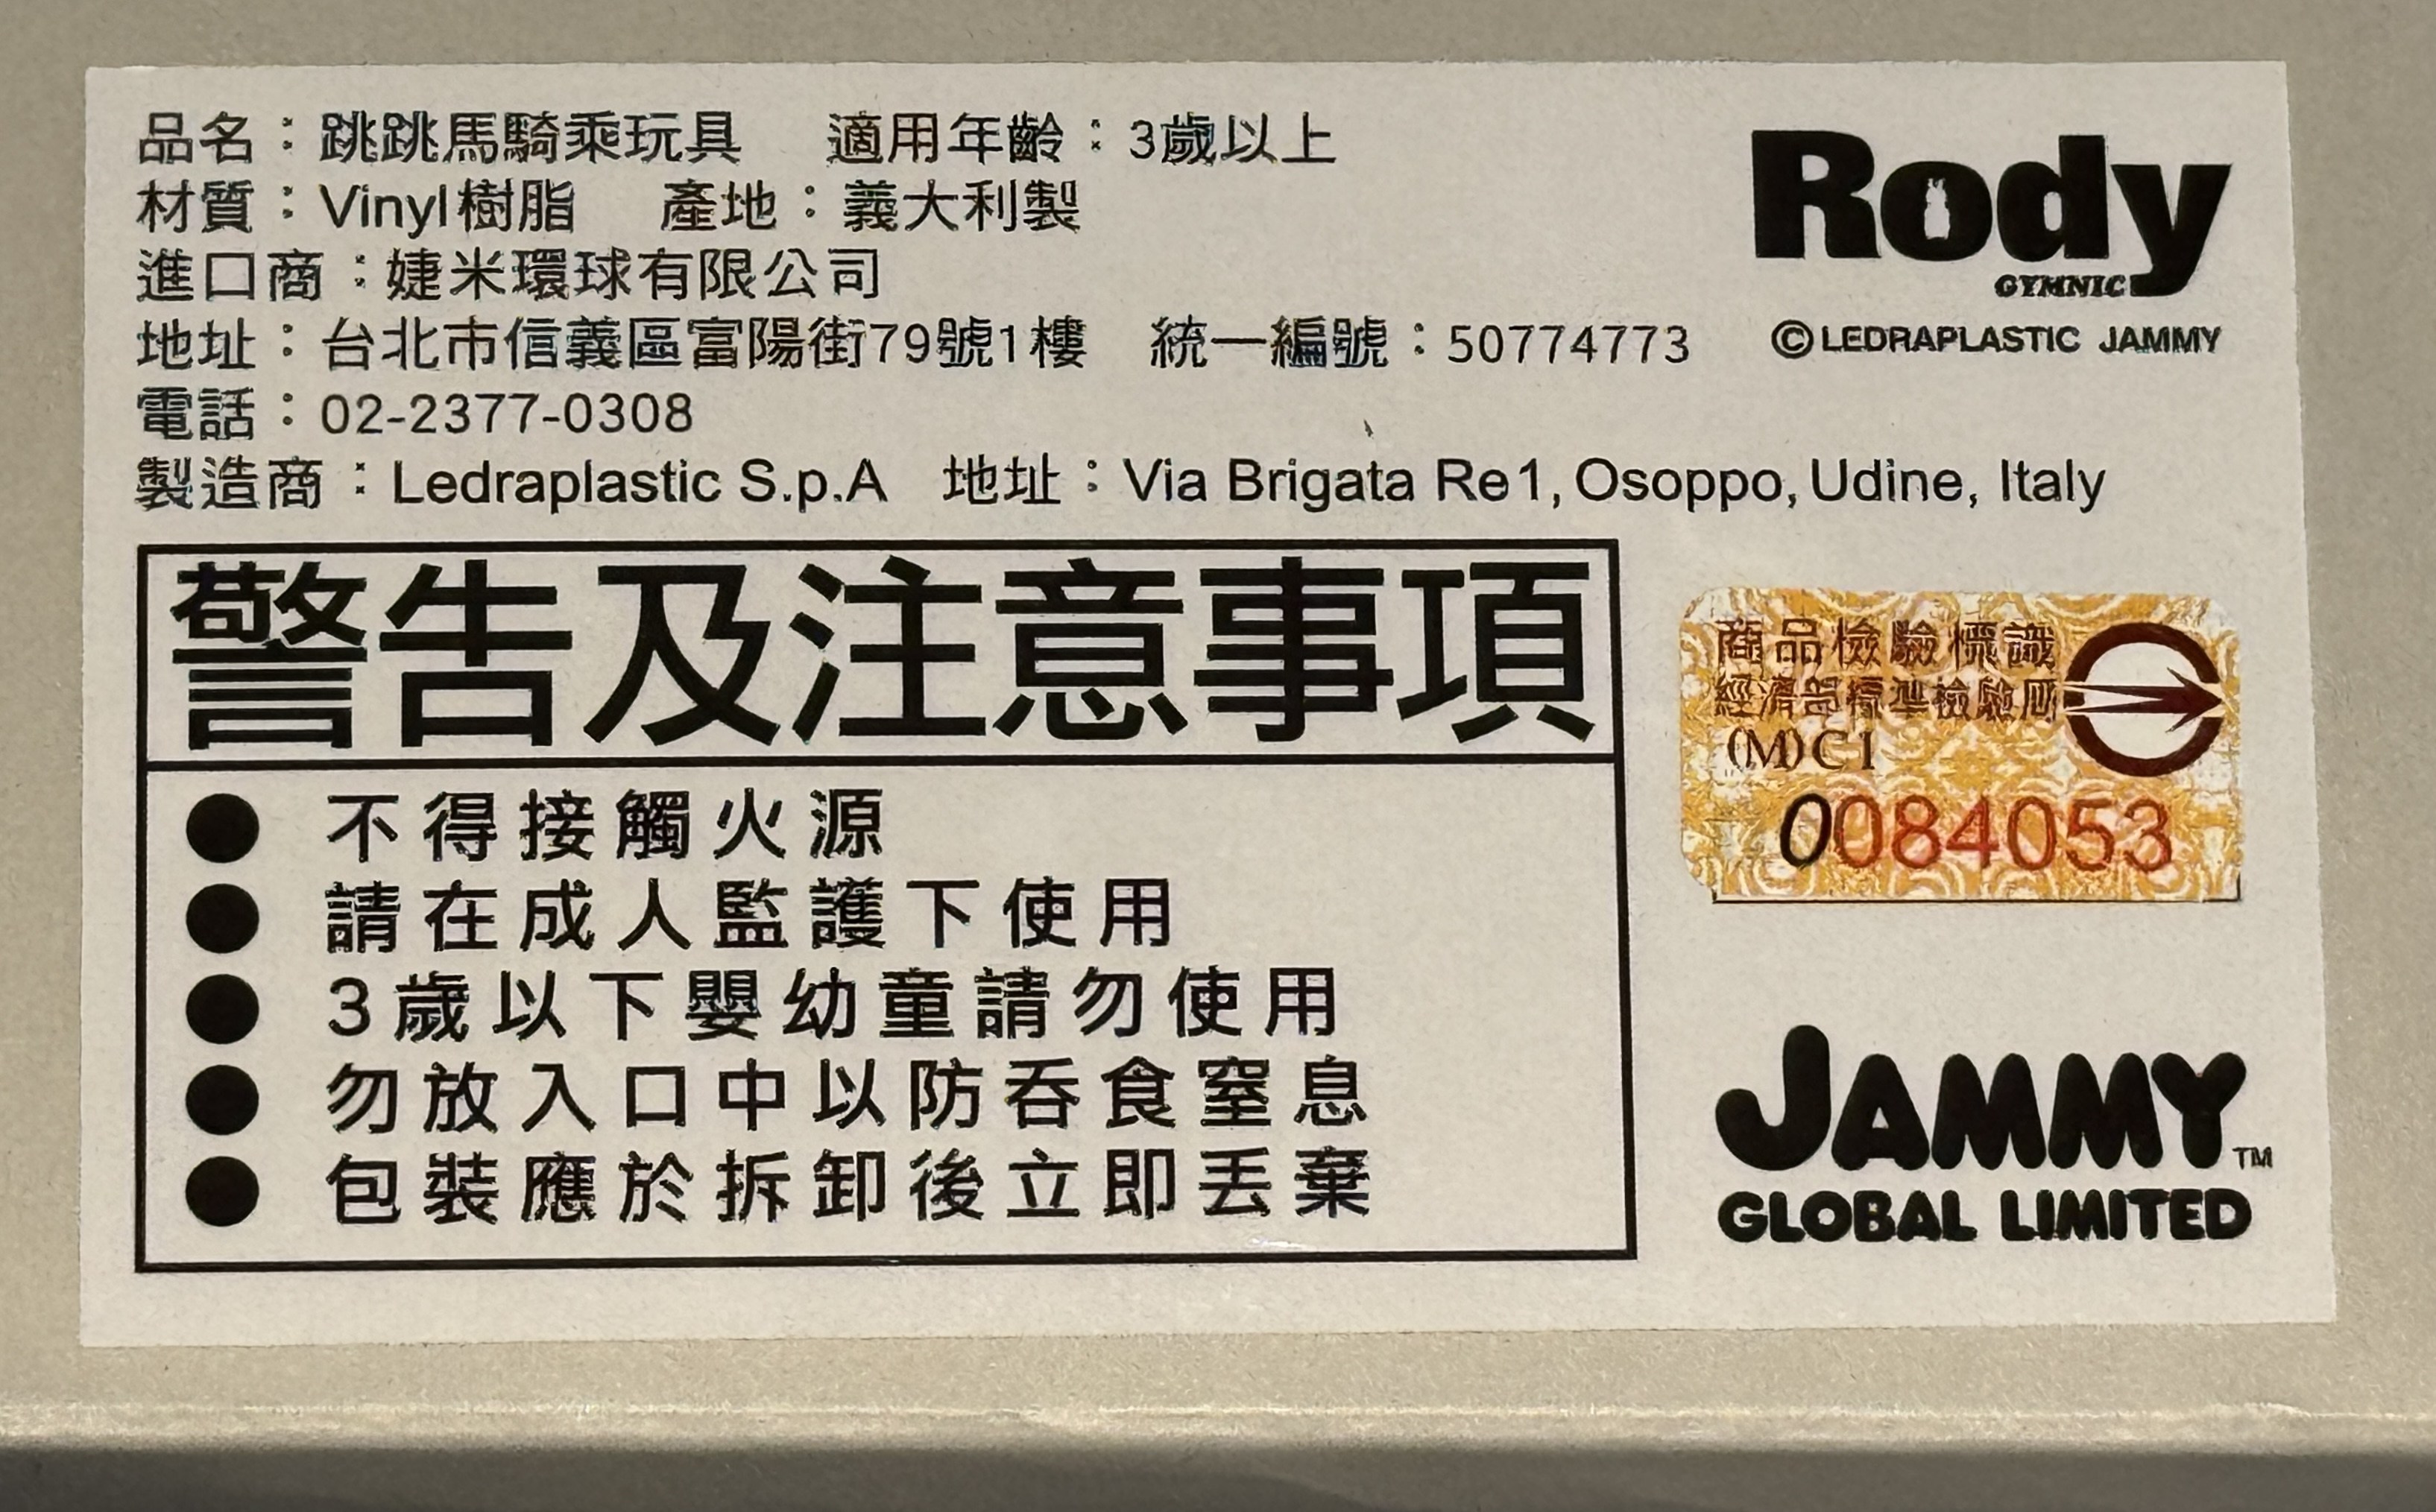 品名：跳跳馬騎乘玩具　適用年齡：3歲以上
材質：Vinyl樹脂　產地：義大利製
進口商：婕米環球有限公司
地址：台北市信義區富陽街79號1樓　統一編號：50774773
電話：02-2377-0308
製造商：Ledraplastic S.p.A　地址：Via Brigata Re1, Osoppo, Udine, Italy
Rody
GYMNIC
©LEDRAPLASTIC JAMMY
警告及注意事項
● 不得接觸火源
● 請在成人監護下使用
● 3歲以下嬰幼童請勿使用
● 勿放入口中以防吞食窒息
● 包裝應於拆卸後立即丟棄
商品檢驗標識
經濟部標準檢驗局
(M)CI
0084053
JAMMY™
GLOBAL LIMITED